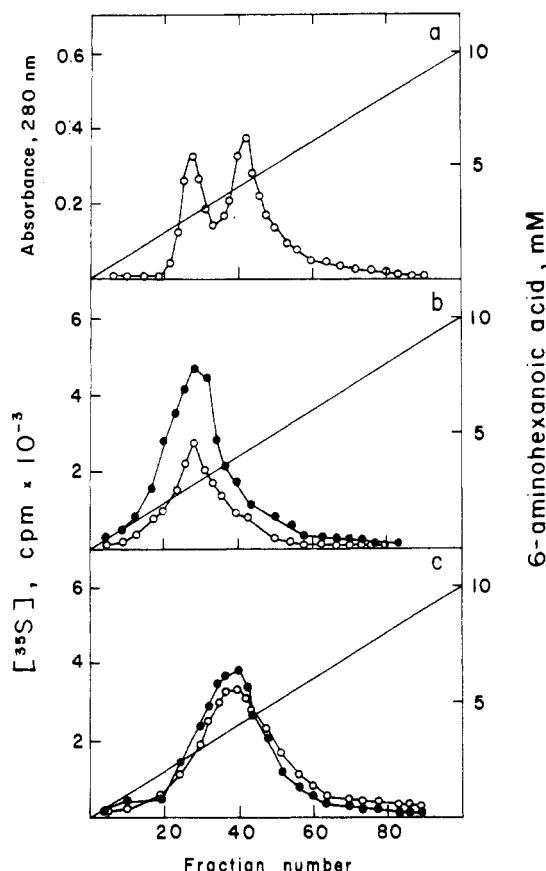 a
0.6
0.4
0.2
Absorbance, 280 nm
10
5
b
6
4
2
10
5
c
6
4
2
10
5
[³⁵S], cpm × 10⁻³
6-aminohexanoic acid, mM
20 40 60 80
Fraction number